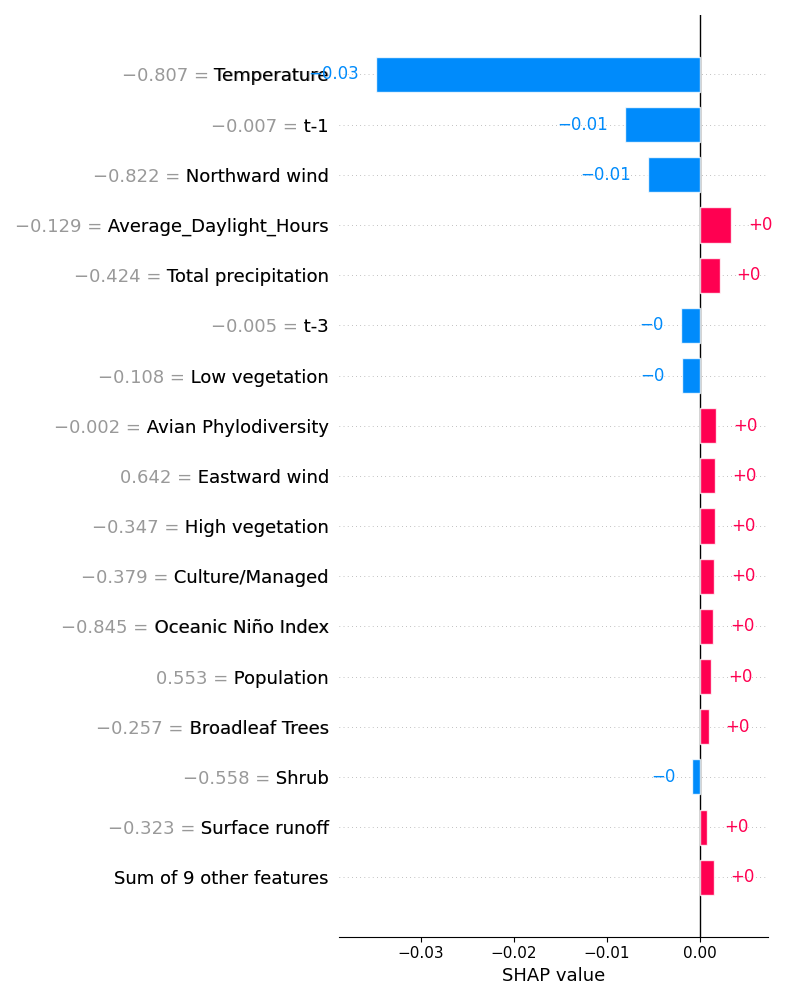 −0.807 = Temperature −0.03
−0.007 = t-1 −0.01
−0.822 = Northward wind −0.01
−0.129 = Average_Daylight_Hours +0
−0.424 = Total precipitation +0
−0.005 = t-3 −0
−0.108 = Low vegetation −0
−0.002 = Avian Phylodiversity +0
0.642 = Eastward wind +0
−0.347 = High vegetation +0
−0.379 = Culture/Managed +0
−0.845 = Oceanic Niño Index +0
0.553 = Population +0
−0.257 = Broadleaf Trees +0
−0.558 = Shrub −0
−0.323 = Surface runoff +0
Sum of 9 other features +0
−0.03 −0.02 −0.01 0.00
SHAP value